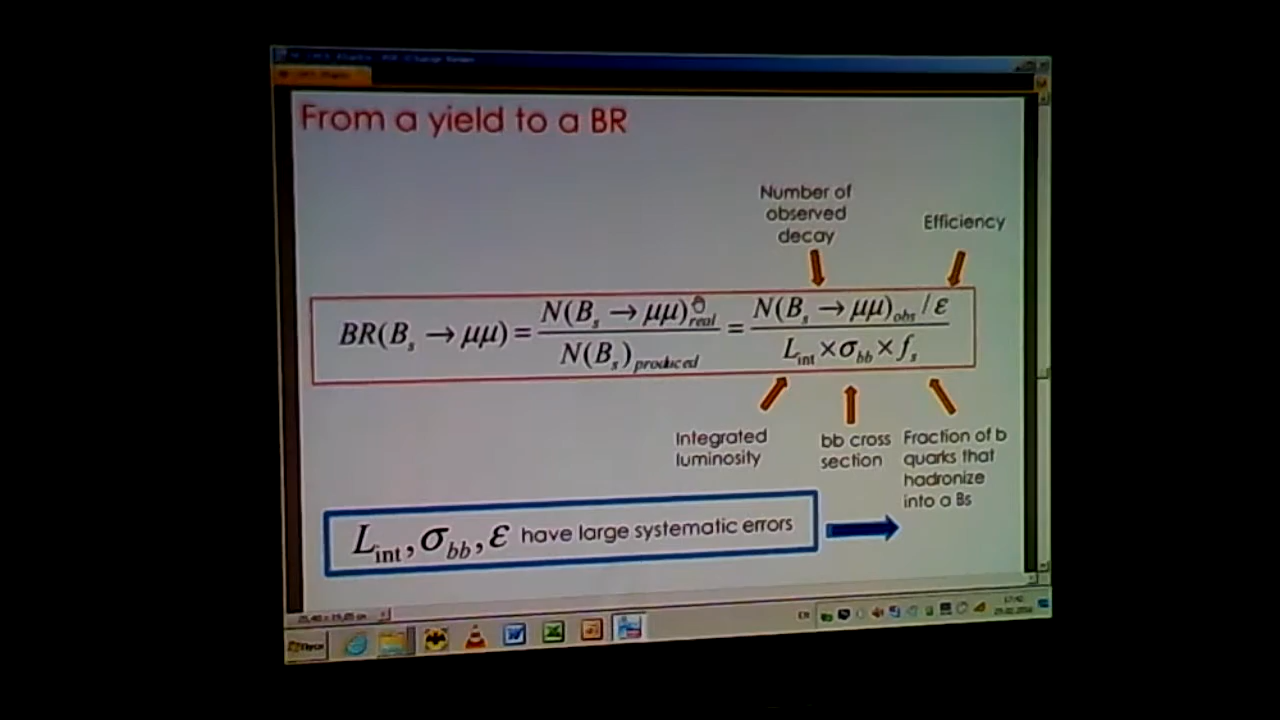 From a yield to a BR
Number of
observed
decay
Efficiency
BR(B_s → μμ) = N(B_s → μμ)_real / N(B_s)_produced = N(B_s → μμ)_obs / ε / L_int × σ_bb × f_s
Integrated
luminosity
bb cross
section
Fraction of b
quarks that
hadronize
into a Bs
L_int, σ_bb, ε have large systematic errors
EN
Пуск